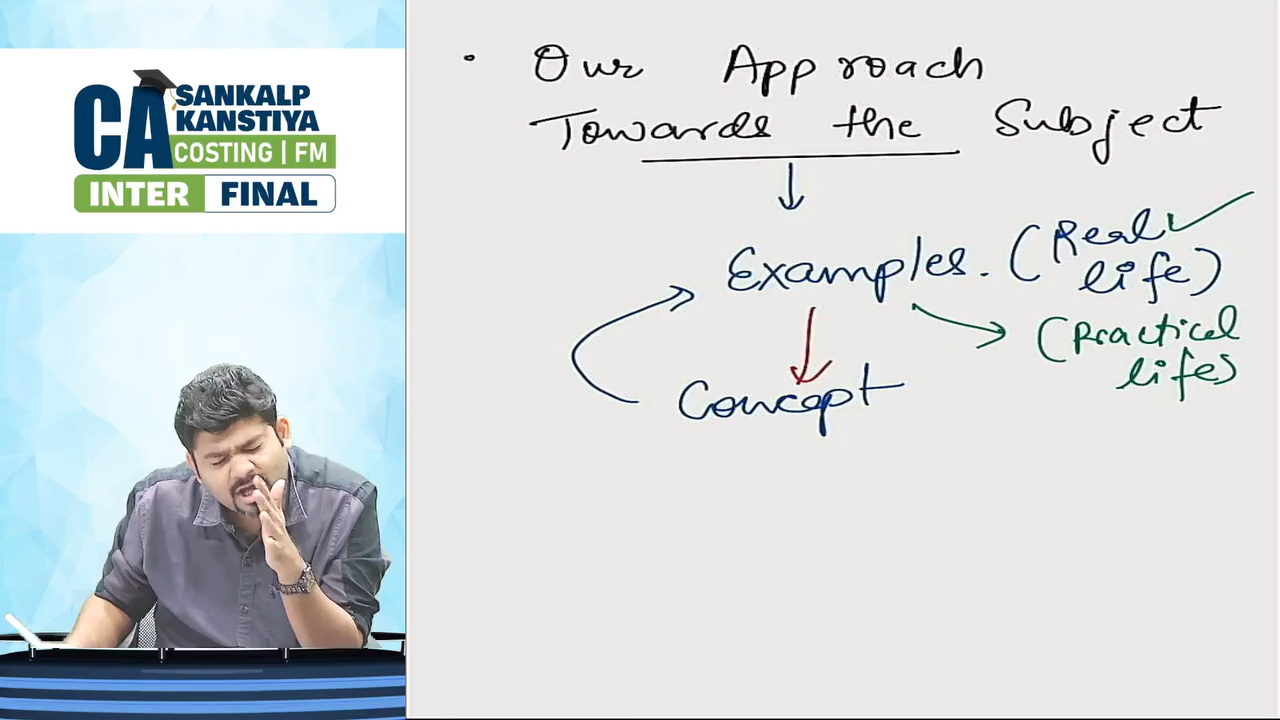 CA
SANKALP
KANSTIYA
COSTING | FM
INTER FINAL
• Our Approach
Towards the Subject
Examples. (Real
life)
(Practical
life)
Concept